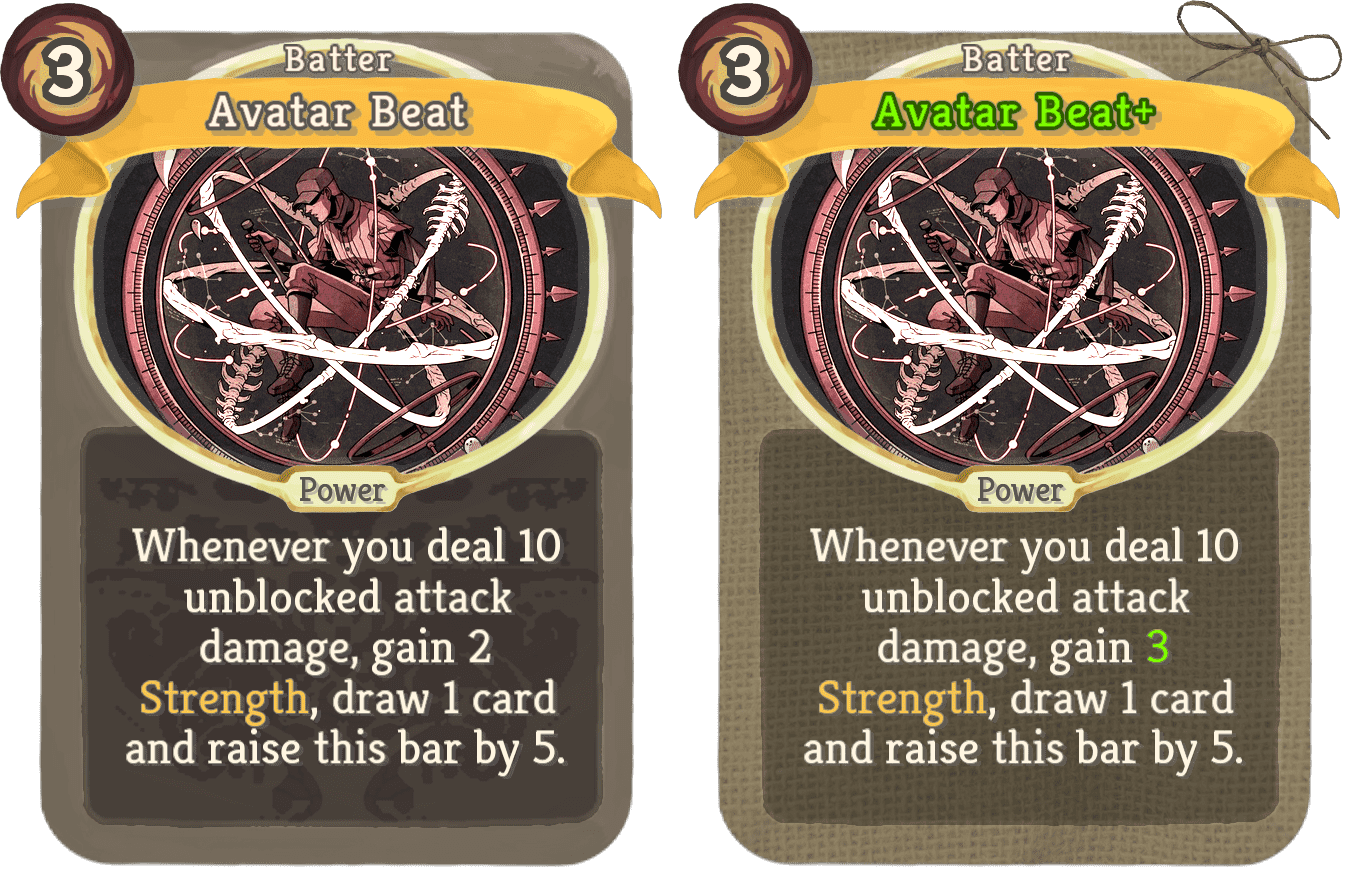 3
Batter
Avatar Beat
Power
Whenever you deal 10
unblocked attack
damage, gain 2
Strength, draw 1 card
and raise this bar by 5.
3
Batter
Avatar Beat+
Power
Whenever you deal 10
unblocked attack
damage, gain 3
Strength, draw 1 card
and raise this bar by 5.